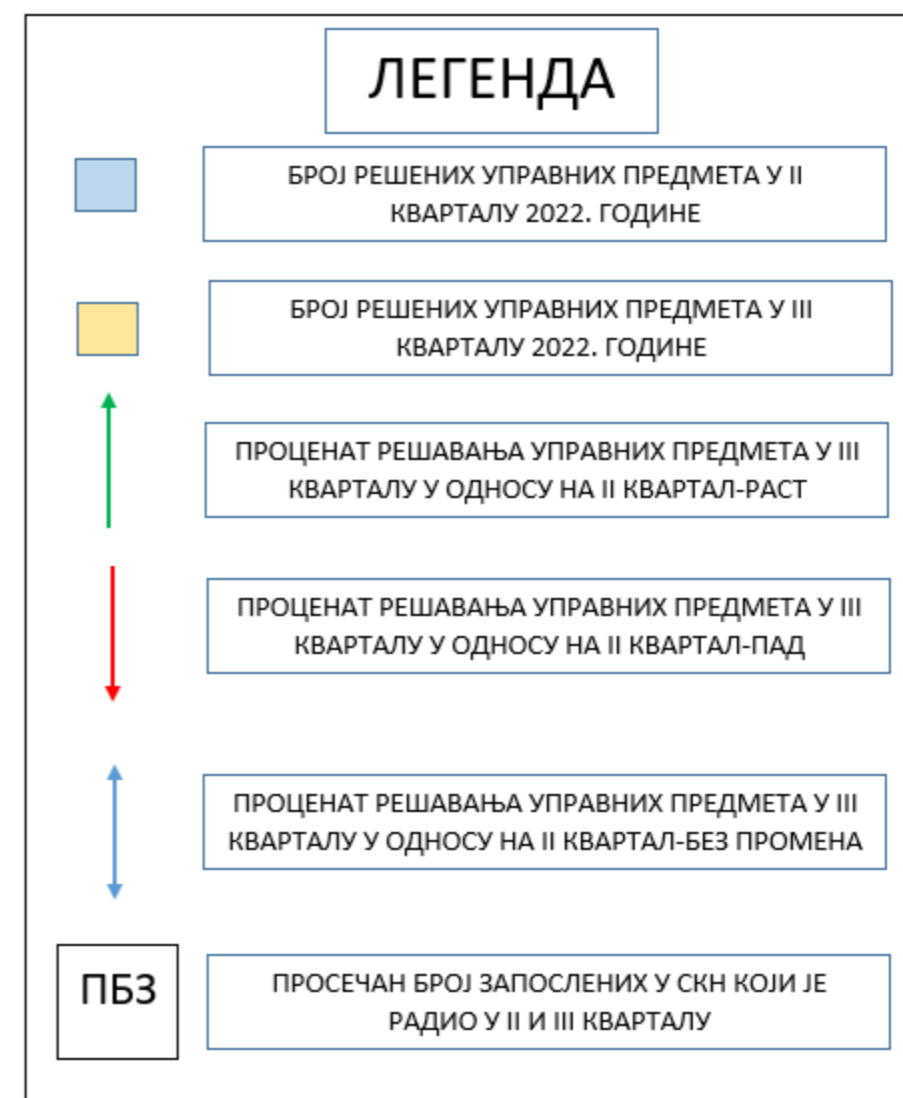 ЛЕГЕНДА
БРОЈ РЕШЕНИХ УПРАВНИХ ПРЕДМЕТА У II
КВАРТАЛУ 2022. ГОДИНЕ
БРОЈ РЕШЕНИХ УПРАВНИХ ПРЕДМЕТА У III
КВАРТАЛУ 2022. ГОДИНЕ
ПРОЦЕНАТ РЕШАВАЊА УПРАВНИХ ПРЕДМЕТА У III
КВАРТАЛУ У ОДНОСУ НА II КВАРТАЛ-РАСТ
ПРОЦЕНАТ РЕШАВАЊА УПРАВНИХ ПРЕДМЕТА У III
КВАРТАЛУ У ОДНОСУ НА II КВАРТАЛ-ПАД
ПРОЦЕНАТ РЕШАВАЊА УПРАВНИХ ПРЕДМЕТА У III
КВАРТАЛУ У ОДНОСУ НА II КВАРТАЛ-БЕЗ ПРОМЕНА
ПБЗ
ПРОСЕЧАН БРОЈ ЗАПОСЛЕНИХ У СКН КОЈИ ЈЕ
РАДИО У II И III КВАРТАЛУ